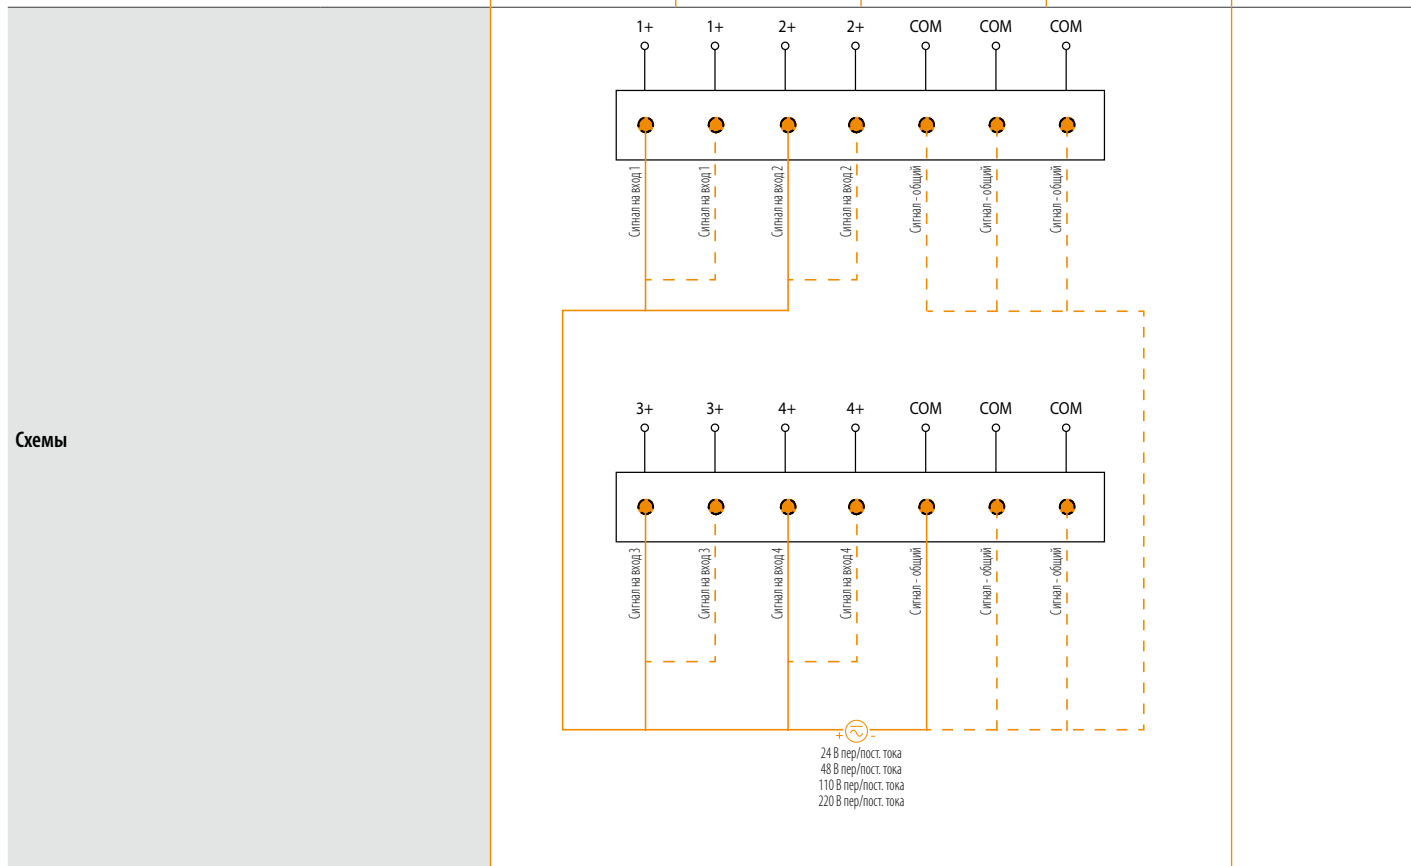 1+ 1+ 2+ 2+ COM COM COM
Сигнал на вход 1
Сигнал на вход 1
Сигнал на вход 2
Сигнал на вход 2
Сигнал – общий
Сигнал – общий
Сигнал – общий
Схемы
3+ 3+ 4+ 4+ COM COM COM
Сигнал на вход 3
Сигнал на вход 3
Сигнал на вход 4
Сигнал на вход 4
Сигнал – общий
Сигнал – общий
Сигнал – общий
+ -
24 В пер/пост. тока
48 В пер/пост. тока
110 В пер/пост. тока
220 В пер/пост. тока